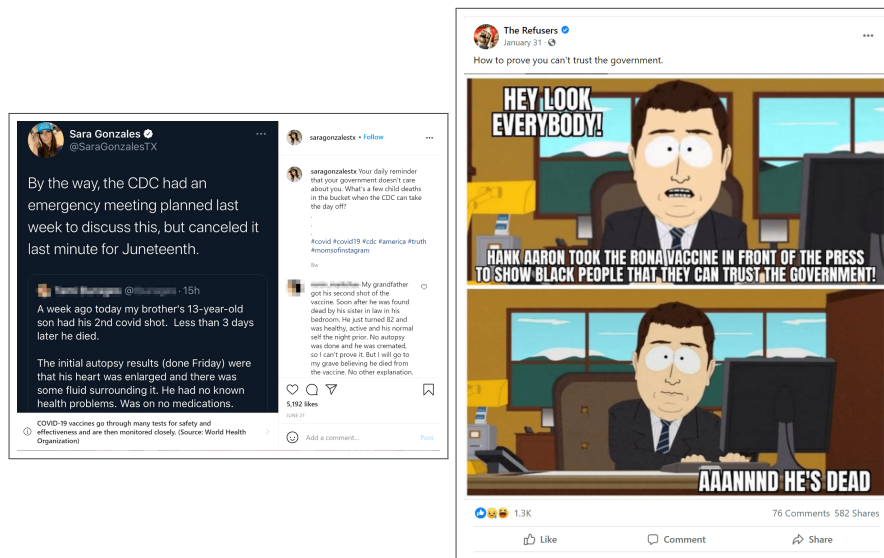 Sara Gonzales
@SaraGonzalesTX
By the way, the CDC had an
emergency meeting planned last
week to discuss this, but canceled it
last minute for Juneteenth.
@
· 15h
A week ago today my brother's 13-year-old
son had his 2nd covid shot. Less than 3 days
later he died.
The initial autopsy results (done Friday) were
that his heart was enlarged and there was
some fluid surrounding it. He had no known
health problems. Was on no medications.
COVID-19 vaccines go through many tests for safety and
effectiveness and are then monitored closely. (Source: World Health
Organization)
saragonzalestx • Follow
saragonzalestx Your daily reminder
that your government doesn't care
about you. What's a few child deaths
in the bucket when the CDC can take
the day off?
.
.
.
#covid #covid19 #cdc #america #truth
#momsofinstagram
8w
My grandfather
got his second shot of the
vaccine. Soon after he was found
dead by his sister in law in his
bedroom. He just turned 82 and
was healthy, active and his normal
self the night prior. No autopsy
was done and he was cremated,
so I can't prove it. But I will go to
my grave believing he died from
the vaccine. No other explanation.
5,192 likes
JUNE 21
Add a comment...
Post
The Refusers
January 31 ·
How to prove you can't trust the government.
HEY LOOK
EVERYBODY!
HANK AARON TOOK THE RONA VACCINE IN FRONT OF THE PRESS
TO SHOW BLACK PEOPLE THAT THEY CAN TRUST THE GOVERNMENT!
AAANNND HE'S DEAD
1.3K
76 Comments 582 Shares
Like
Comment
Share